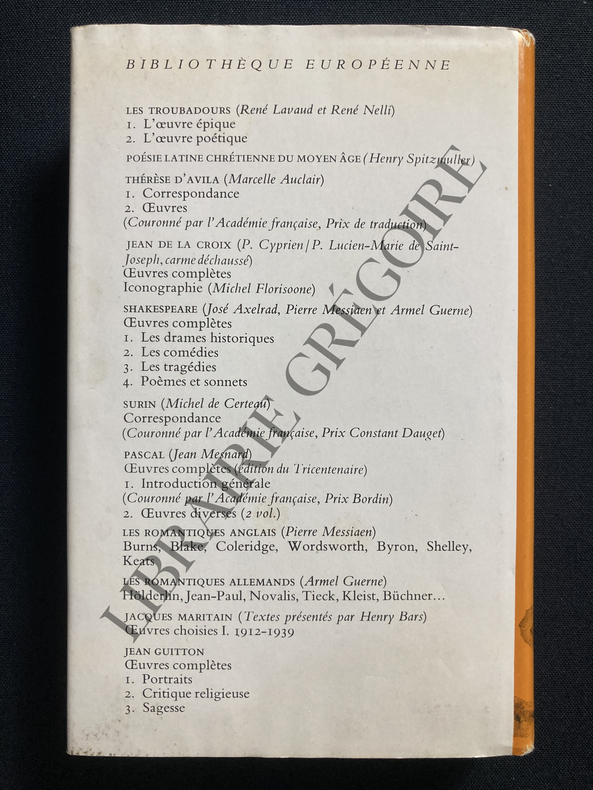 BIBLIOTHÈQUE EUROPÉENNE
LES TROUBADOURS (René Lavaud et René Nelli)
1. L'œuvre épique
2. L'œuvre poétique
POÉSIE LATINE CHRÉTIENNE DU MOYEN ÂGE (Henry Spitzmuller)
THÉRÈSE D'AVILA (Marcelle Auclair)
1. Correspondance
2. Œuvres
(Couronné par l'Académie française, Prix de traduction)
JEAN DE LA CROIX (P. Cyprien / P. Lucien-Marie de Saint-
Joseph, carme déchaussé)
Œuvres complètes
Iconographie (Michel Florisoone)
SHAKESPEARE (José Axelrad, Pierre Messiaen et Armel Guerne)
Œuvres complètes
1. Les drames historiques
2. Les comédies
3. Les tragédies
4. Poèmes et sonnets
SURIN (Michel de Certeau)
Correspondance
(Couronné par l'Académie française, Prix Constant Dauget)
PASCAL (Jean Mesnard)
Œuvres complètes (édition du Tricentenaire)
1. Introduction générale
(Couronné par l'Académie française, Prix Bordin)
2. Œuvres diverses (2 vol.)
LES ROMANTIQUES ANGLAIS (Pierre Messiaen)
Burns, Blake, Coleridge, Wordsworth, Byron, Shelley,
Keats
LES ROMANTIQUES ALLEMANDS (Armel Guerne)
Hölderlin, Jean-Paul, Novalis, Tieck, Kleist, Büchner...
JACQUES MARITAIN (Textes présentés par Henry Bars)
Œuvres choisies I. 1912-1939
JEAN GUITTON
Œuvres complètes
1. Portraits
2. Critique religieuse
3. Sagesse
LIBRAIRIE GRÉGOIRE